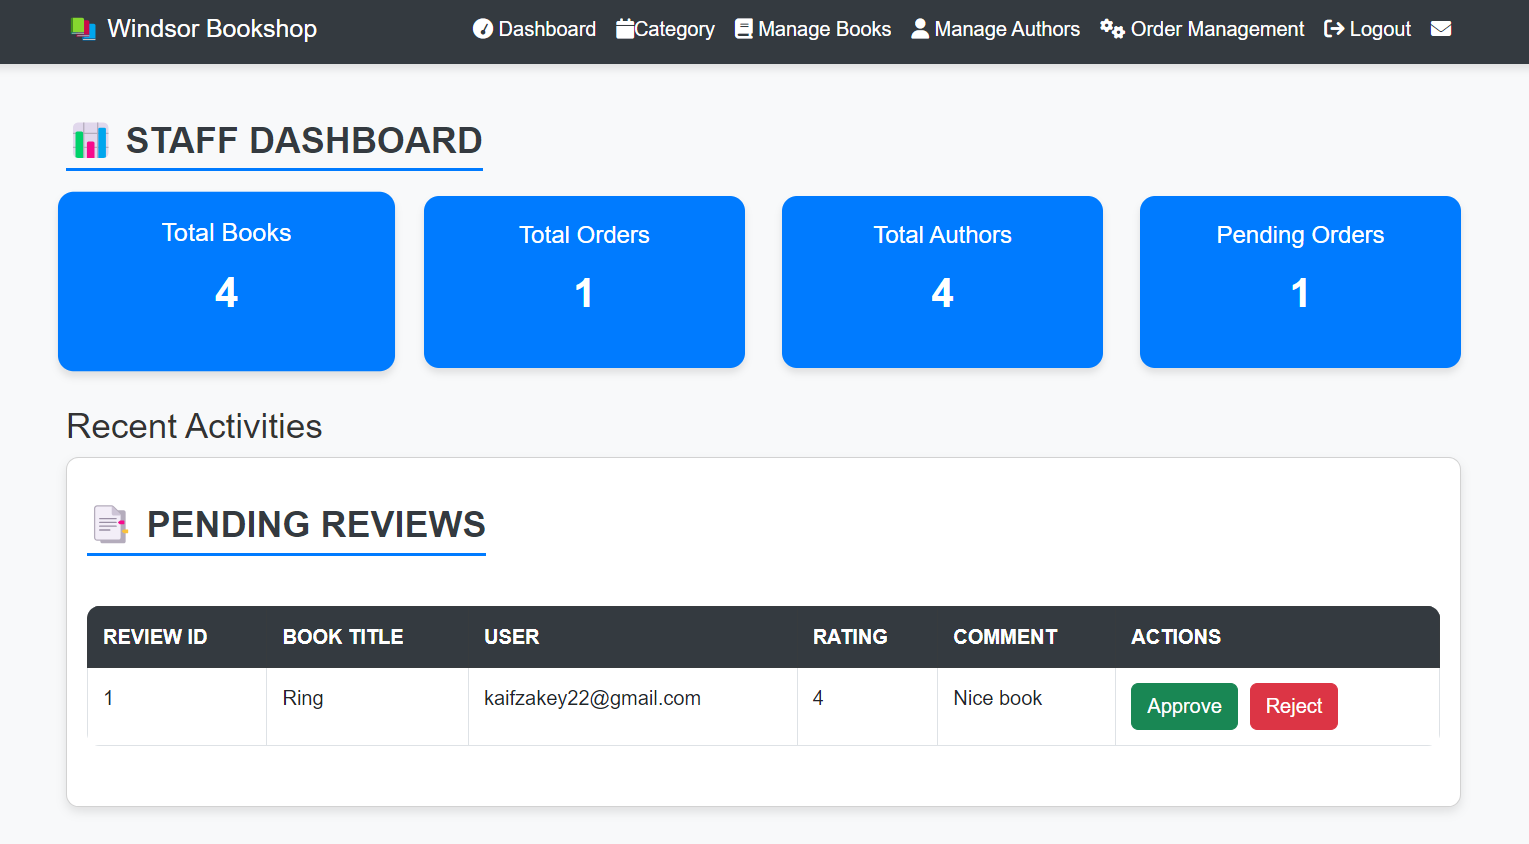 Windsor Bookshop Dashboard Category Manage Books Manage Authors Order Management Logout
STAFF DASHBOARD
Total Books Total Orders Total Authors Pending Orders
4 1 4 1
Recent Activities
PENDING REVIEWS
REVIEW ID BOOK TITLE USER RATING COMMENT ACTIONS
1 Ring kaifzakey22@gmail.com 4 Nice book Approve Reject